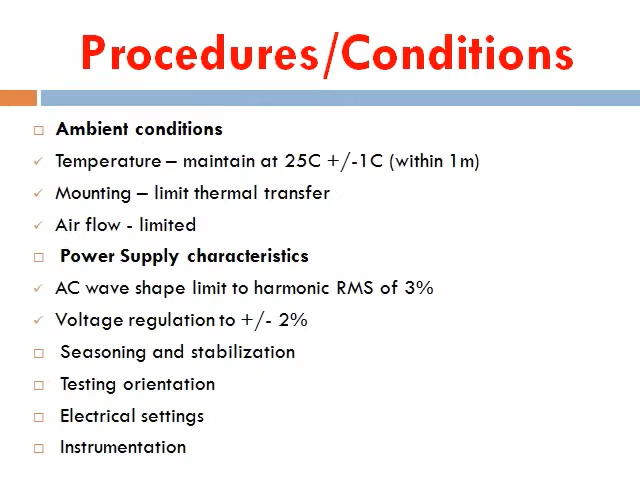 Procedures/Conditions
Ambient conditions
Temperature – maintain at 25C +/-1C (within 1m)
Mounting – limit thermal transfer
Air flow - limited
Power Supply characteristics
AC wave shape limit to harmonic RMS of 3%
Voltage regulation to +/- 2%
Seasoning and stabilization
Testing orientation
Electrical settings
Instrumentation